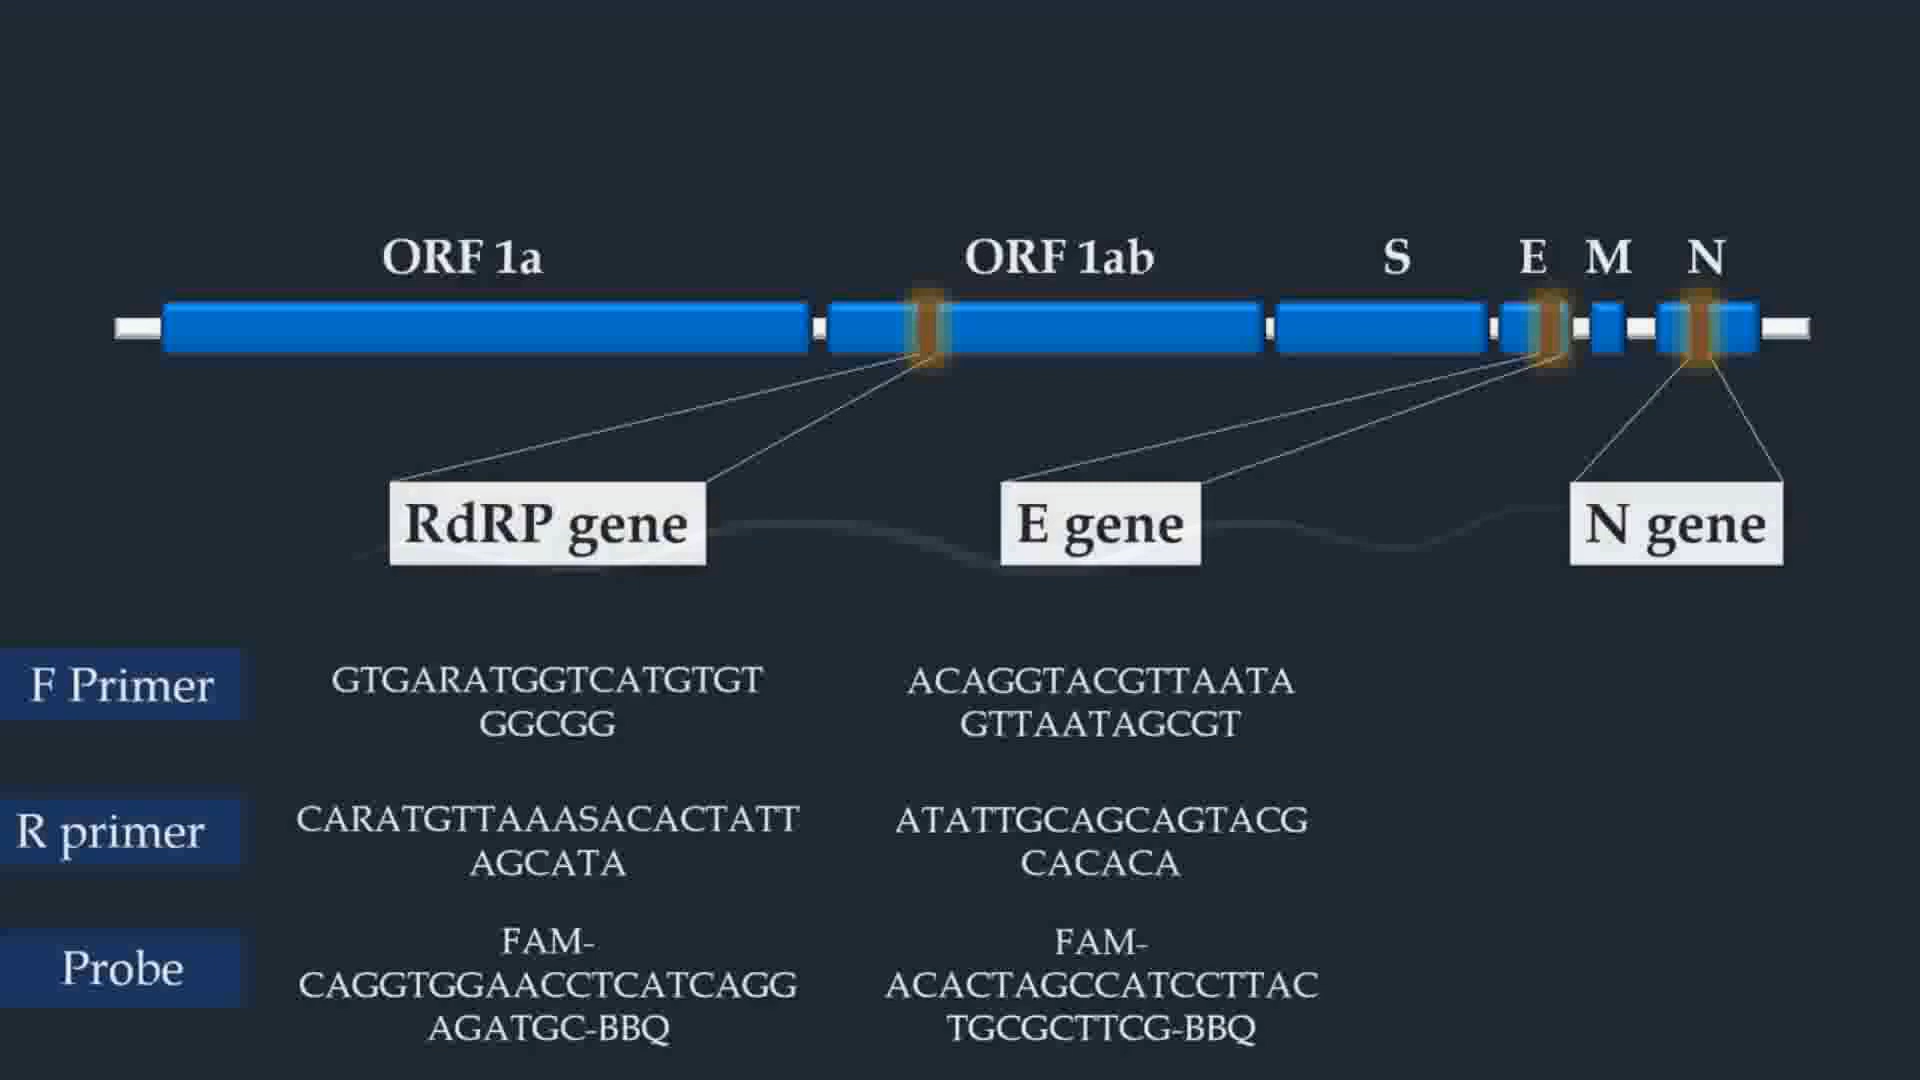 ORF 1a
ORF 1ab
S
E
M
N
RdRP gene
E gene
N gene
F Primer
GTGARATGGTCATGTGT
GGCGG
ACAGGTACGTTAATA
GTTAATAGCGT
R primer
CARATGTTAAASACACTATT
AGCATA
ATATTGCAGCAGTACG
CACACA
Probe
FAM-
CAGGTGGAACCTCATCAGG
AGATGC-BBQ
FAM-
ACACTAGCCATCCTTAC
TGCGCTTCG-BBQ